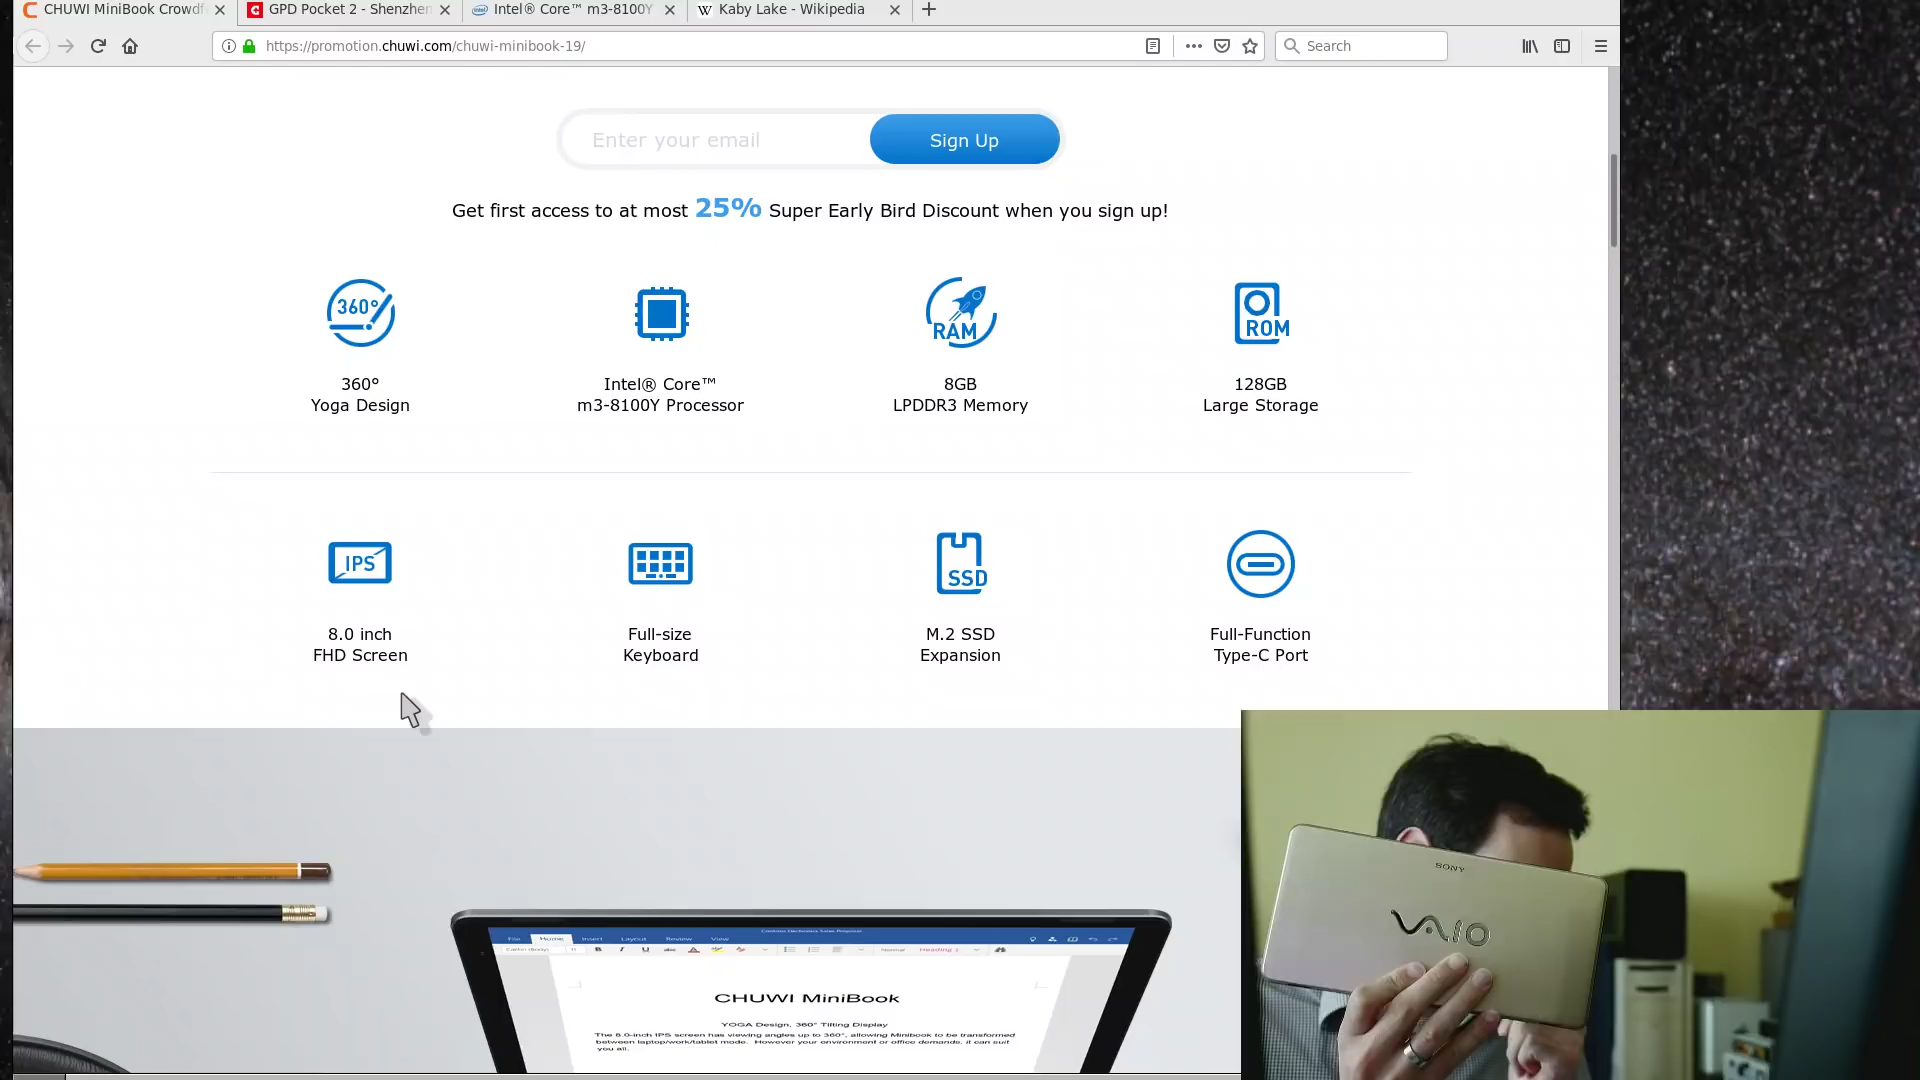 CHUWI MiniBook Crowdf
GPD Pocket 2 - Shenzhen
Intel® Core™ m3-8100Y
Kaby Lake - Wikipedia
https://promotion.chuwi.com/chuwi-minibook-19/
Search
Enter your email
Sign Up
Get first access to at most 25% Super Early Bird Discount when you sign up!
360°
RAM
ROM
360°
Yoga Design
Intel® Core™
m3-8100Y Processor
8GB
LPDDR3 Memory
128GB
Large Storage
IPS
SSD
8.0 inch
FHD Screen
Full-size
Keyboard
M.2 SSD
Expansion
Full-Function
Type-C Port
File Home Insert Layout Review View
CHUWI MiniBook
YOGA Design, 360° Tilting Display
The 8.0-inch IPS screen has viewing angles up to 360°, allowing Minibook to be transformed
between laptop/work/tablet mode. However your environment or office demands, it can suit
you all.
SONY
VAIO